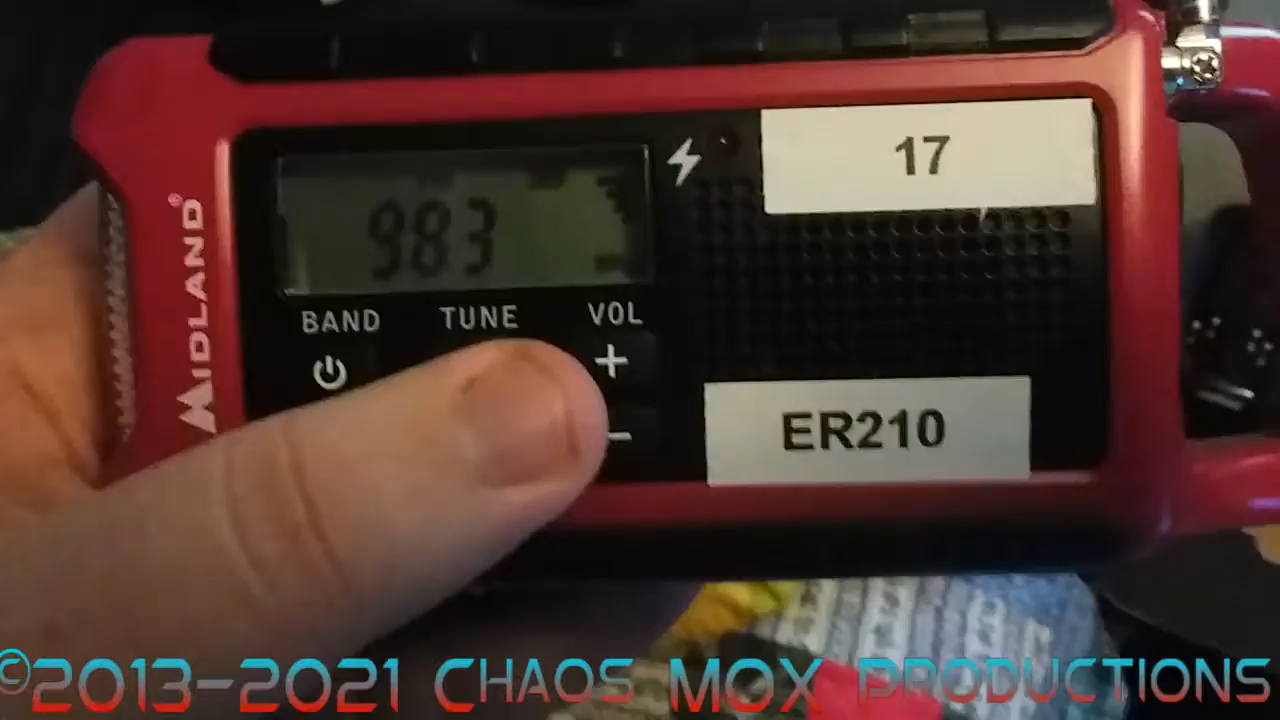 17
MIDLAND®
983
BAND TUNE VOL
+
ER210
-
©2013-2021 Chaos Mox Productions